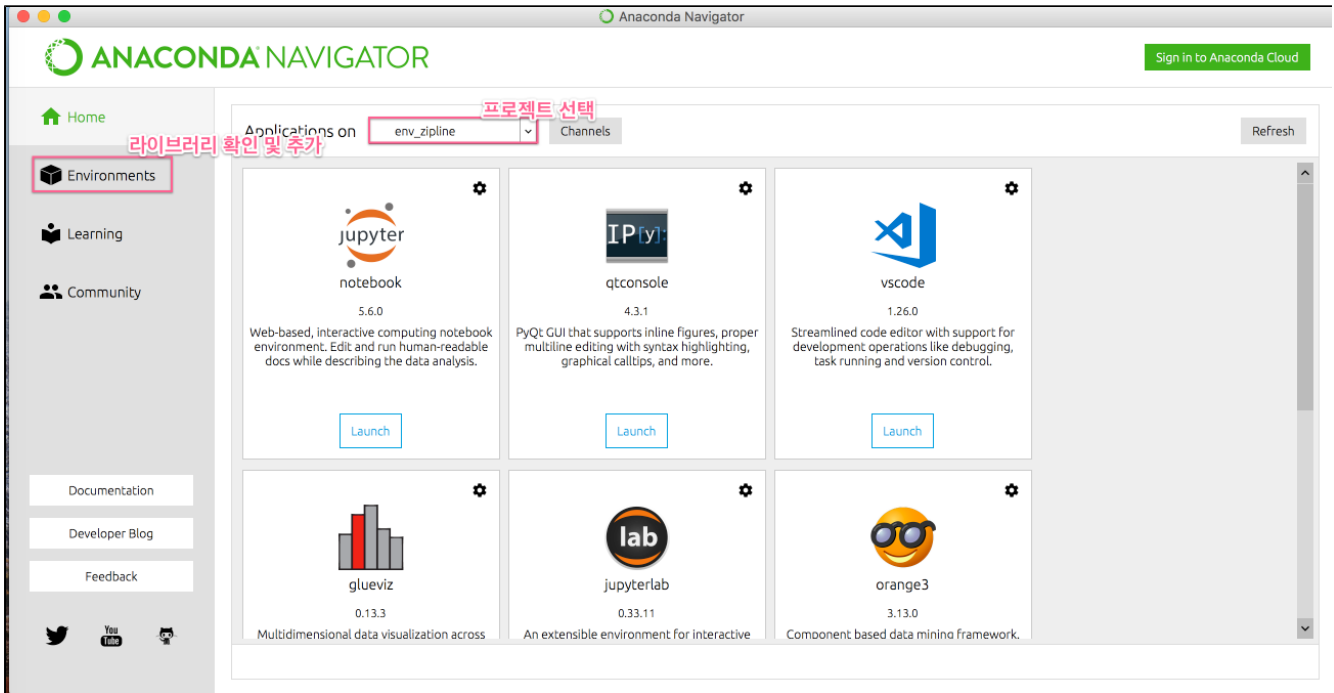 Anaconda Navigator
ANACONDA NAVIGATOR
Sign in to Anaconda Cloud
Home
Environments
Learning
Community
Documentation
Developer Blog
Feedback
You
Tube
라이브러리 확인 및 추가
프로젝트 선택
Applications on
env_zipline
Channels
Refresh
jupyter
notebook
5.6.0
Web-based, interactive computing notebook
environment. Edit and run human-readable
docs while describing the data analysis.
Launch
IP[y]:
qtconsole
4.3.1
PyQt GUI that supports inline figures, proper
multiline editing with syntax highlighting,
graphical calltips, and more.
Launch
vscode
1.26.0
Streamlined code editor with support for
development operations like debugging,
task running and version control.
Launch
glueviz
0.13.3
Multidimensional data visualization across
lab
jupyterlab
0.33.11
An extensible environment for interactive
orange3
3.13.0
Component based data mining framework.